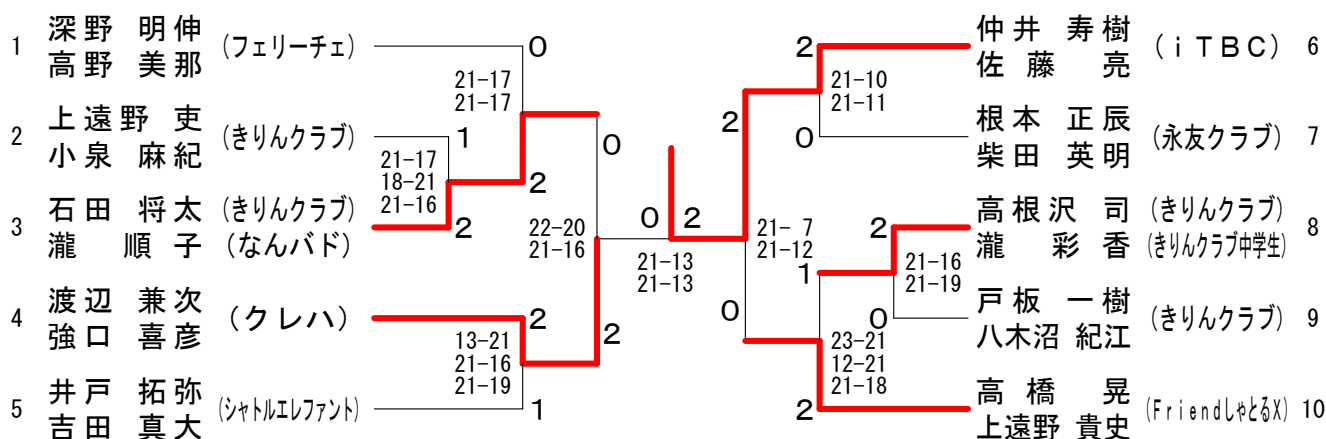 1 深野 明伸 (フェリーチェ)
高野 美那
0
21-17
21-17
2 上遠野 吏 (きりんクラブ)
小泉 麻紀
1
21-17
18-21
21-16
2
3 石田 将太 (きりんクラブ)
瀧 順子 (なんバド)
2
0
22-20
21-16
4 渡辺 兼次 (クレハ)
強口 喜彦
2
13-21
21-16
21-19
2
5 井戸 拓弥 (シャトルエレファント)
吉田 真大
1
0 2
21-13
21-13
2 仲井 寿樹 (iTBC) 6
佐藤 亮
21-10
21-11
2
0 根本 正辰 (永友クラブ) 7
柴田 英明
21- 7
21-12
2 高根沢 司 (きりんクラブ) 8
瀧 彩香 (きりんクラブ中学生)
21-16
21-19
1
0 戸板 一樹 (きりんクラブ) 9
八木沼 紀江
0
23-21
12-21
21-18
2 高橋 晃 (FriendしゃとるX) 10
上遠野 貴史